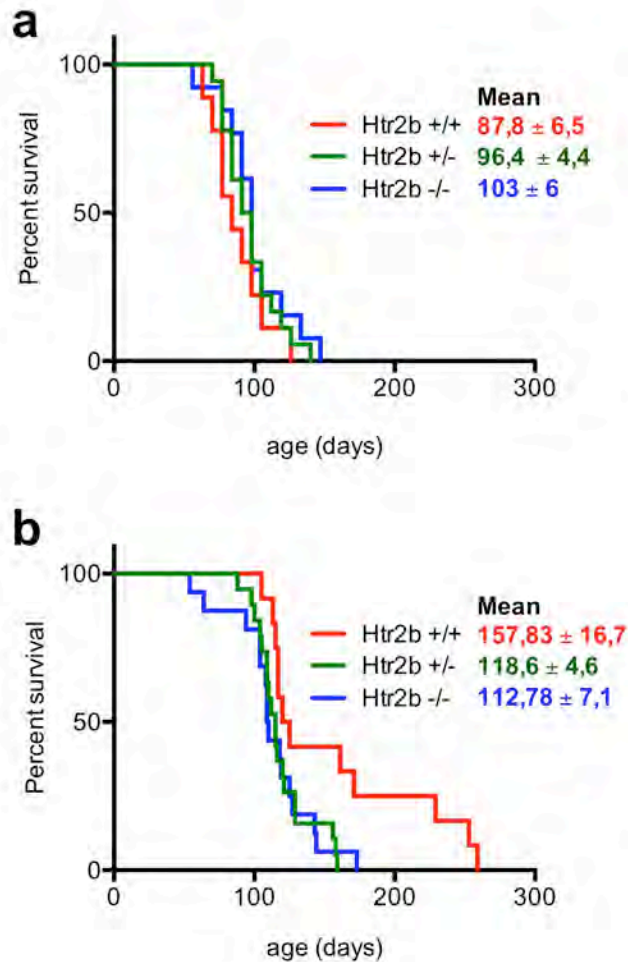 a
100
50
0
Percent survival
Mean
Htr2b +/+ 87,8 ± 6,5
Htr2b +/- 96,4 ± 4,4
Htr2b -/- 103 ± 6
0 100 200 300
age (days)
b
100
50
0
Percent survival
Mean
Htr2b +/+ 157,83 ± 16,7
Htr2b +/- 118,6 ± 4,6
Htr2b -/- 112,78 ± 7,1
0 100 200 300
age (days)